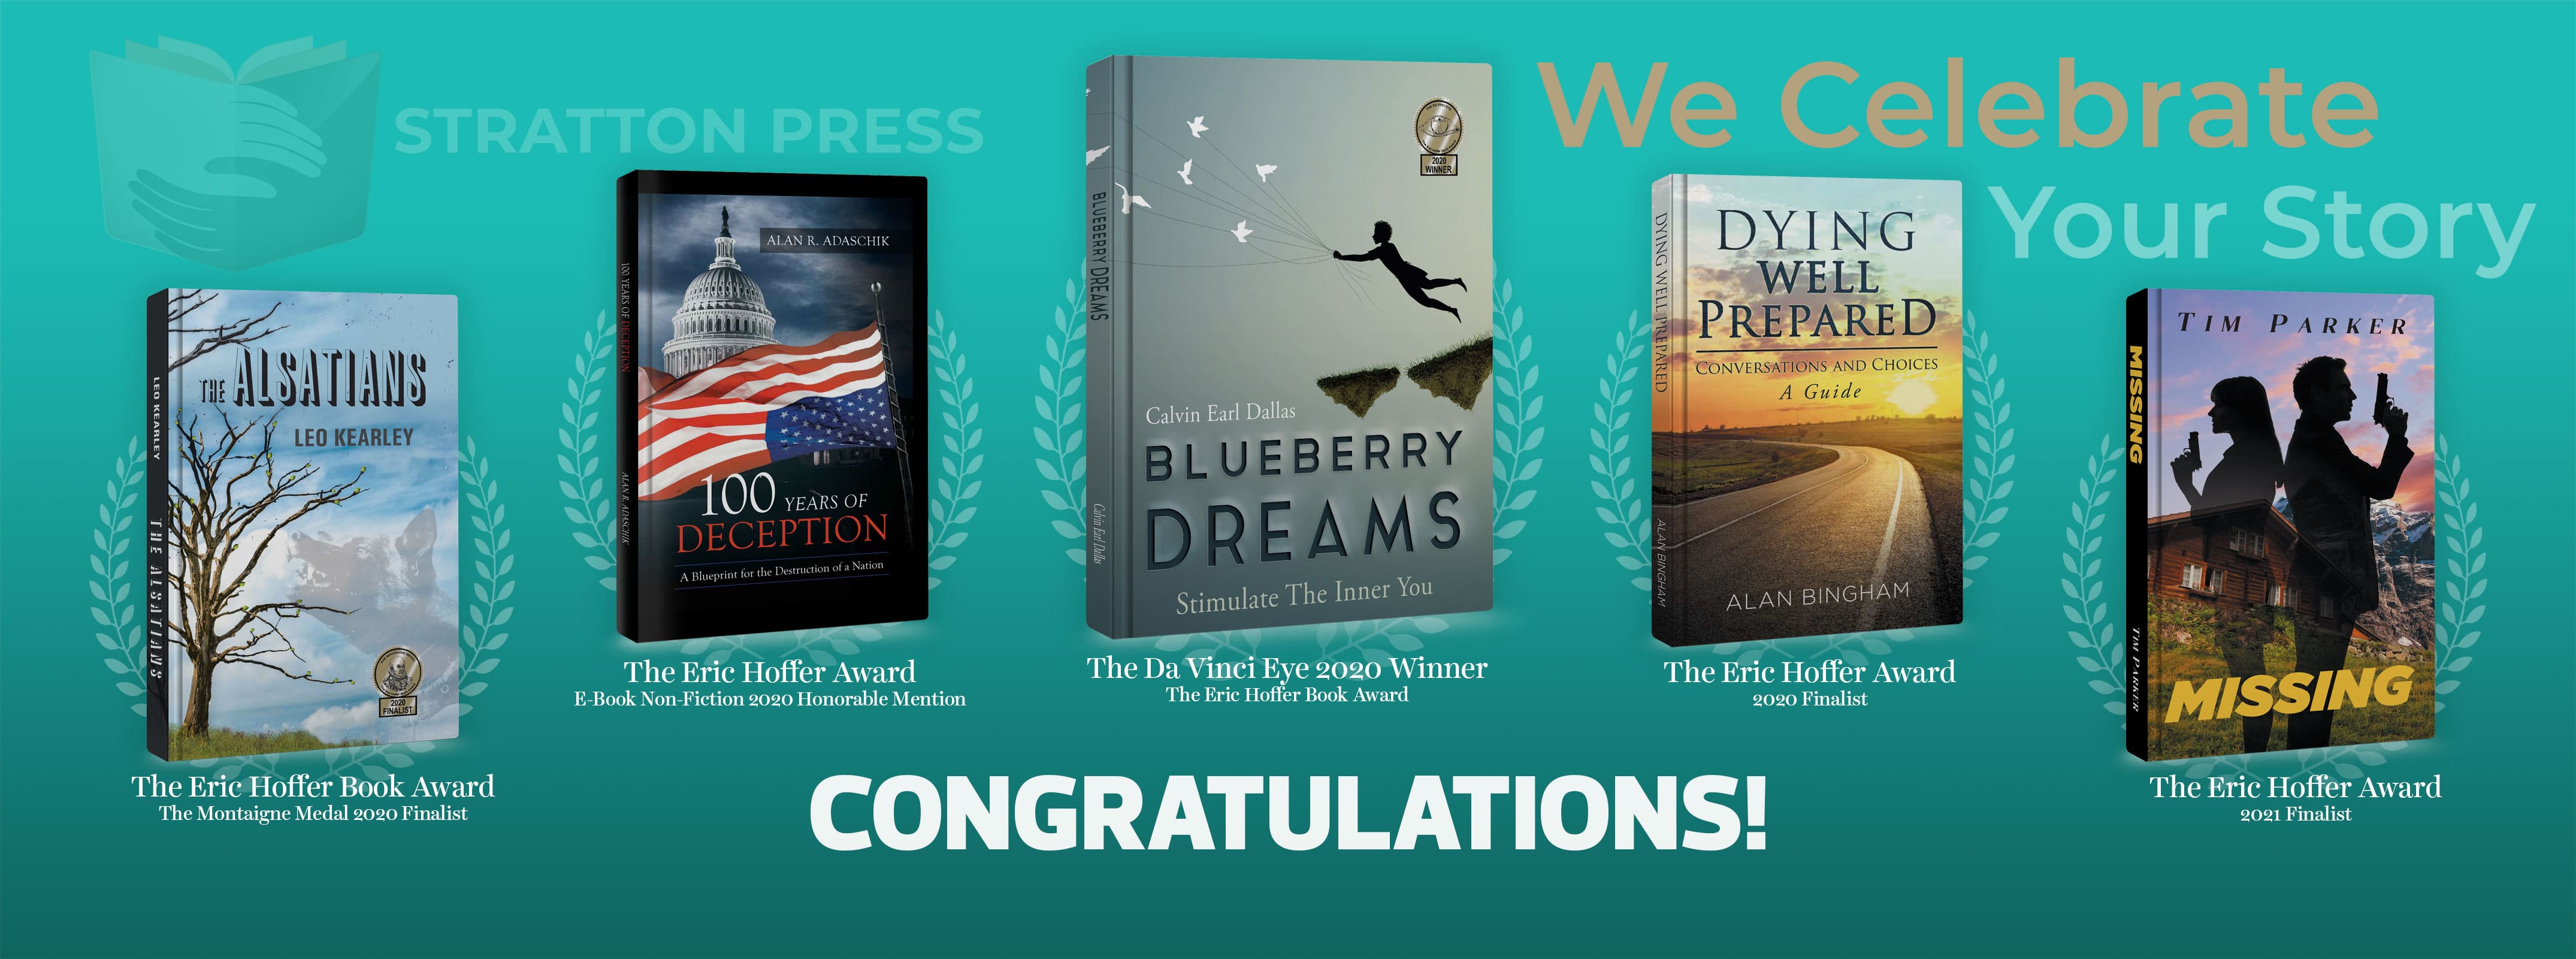 STRATTON PRESS
We Celebrate
Your Story
LEO KEARLEY
THE ALSATIANS
THE ALSATIANS
LEO KEARLEY
2020
FINALIST
The Eric Hoffer Book Award
The Montaigne Medal 2020 Finalist
100 YEARS OF DECEPTION
ALAN R. ADASCHIK
ALAN R. ADASCHIK
100 YEARS OF
DECEPTION
A Blueprint for the Destruction of a Nation
The Eric Hoffer Award
E-Book Non-Fiction 2020 Honorable Mention
BLUEBERRY DREAMS
Calvin Earl Dallas
2020
WINNER
Calvin Earl Dallas
BLUEBERRY
DREAMS
Stimulate The Inner You
The Da Vinci Eye 2020 Winner
The Eric Hoffer Book Award
DYING WELL PREPARED
ALAN BINGHAM
DYING
WELL
PREPARED
CONVERSATIONS AND CHOICES
A Guide
ALAN BINGHAM
The Eric Hoffer Award
2020 Finalist
MISSING
TIM PARKER
TIM PARKER
MISSING
The Eric Hoffer Award
2021 Finalist
CONGRATULATIONS!